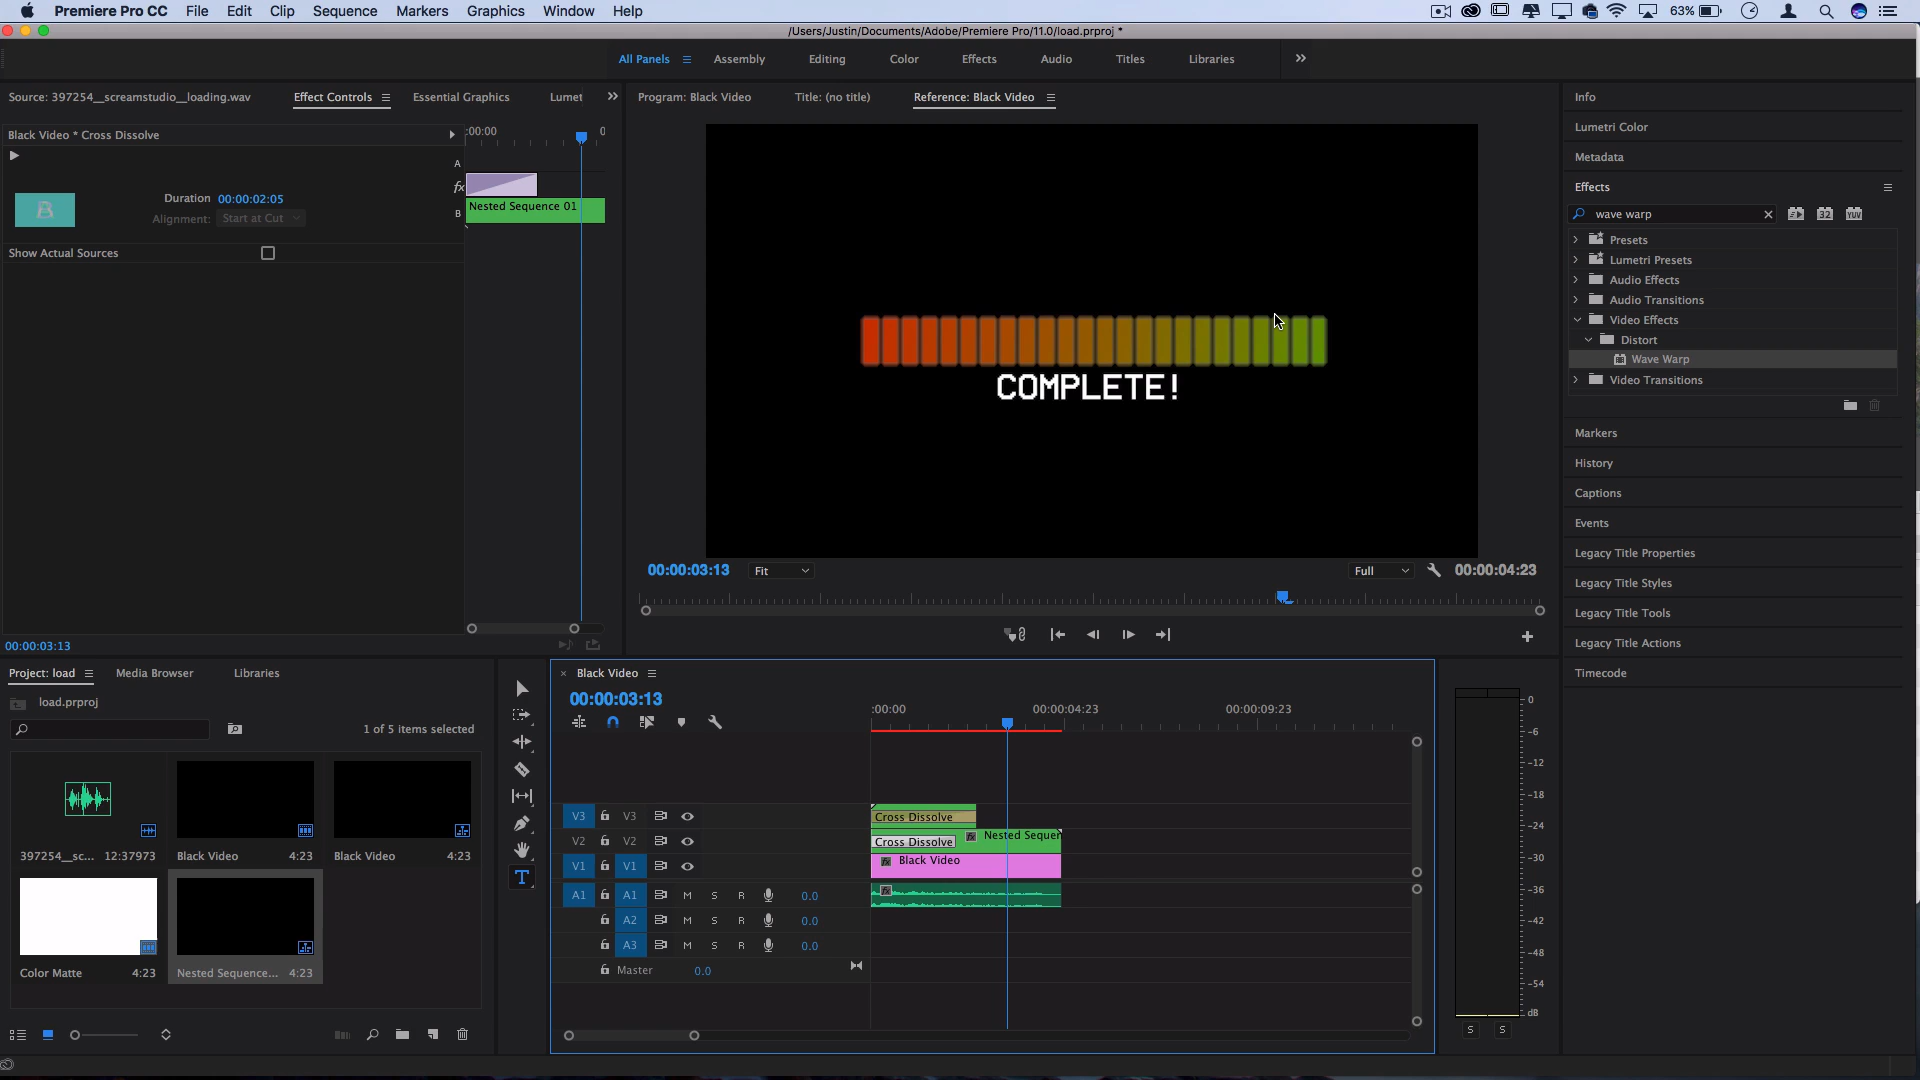 Premiere Pro CC File Edit Clip Sequence Markers Graphics Window Help
63%
/Users/Justin/Documents/Adobe/Premiere Pro/11.0/load.prproj *
All Panels Assembly Editing Color Effects Audio Titles Libraries
Source: 397254__screamstudio__loading.wav Effect Controls Essential Graphics Lumet
Program: Black Video Title: (no title) Reference: Black Video
Black Video * Cross Dissolve
:00:00 0
A
fx
Duration 00:00:02:05
Alignment: Start at Cut
B
Nested Sequence 01
Show Actual Sources
COMPLETE!
00:00:03:13 Fit Full 00:00:04:23
00:00:03:13
Info
Lumetri Color
Metadata
Effects
wave warp
32 YUV
Presets
Lumetri Presets
Audio Effects
Audio Transitions
Video Effects
Distort
Wave Warp
Video Transitions
Markers
History
Captions
Events
Legacy Title Properties
Legacy Title Styles
Legacy Title Tools
Legacy Title Actions
Timecode
Project: load Media Browser Libraries
load.prproj
1 of 5 items selected
397254__sc... 12:37973
Black Video 4:23
Black Video 4:23
Color Matte 4:23
Nested Sequence... 4:23
T
Black Video
00:00:03:13
:00:00 00:00:04:23 00:00:09:23
V3 V3 Cross Dissolve
V2 V2 Cross Dissolve fx Nested Sequen
V1 V1 fx Black Video
A1 A1 M S R 0.0 fx
A2 M S R 0.0
A3 M S R 0.0
Master 0.0
0
-6
-12
-18
-24
-30
-36
-42
-48
-54
dB
S S